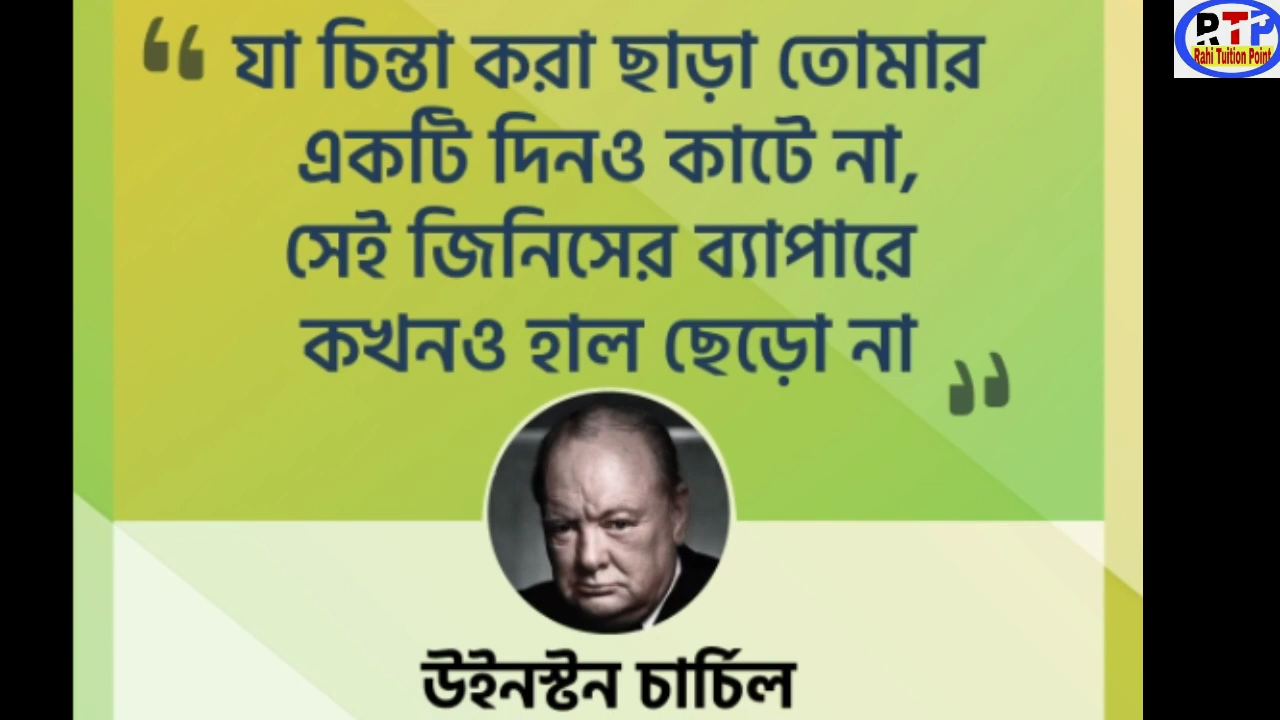 “ যা চিন্তা করা ছাড়া তোমার
একটি দিনও কাটে না,
সেই জিনিসের ব্যাপারে
কখনও হাল ছেড়ো না ”
উইনস্টন চার্চিল
RTP
Rahi Tuition Point